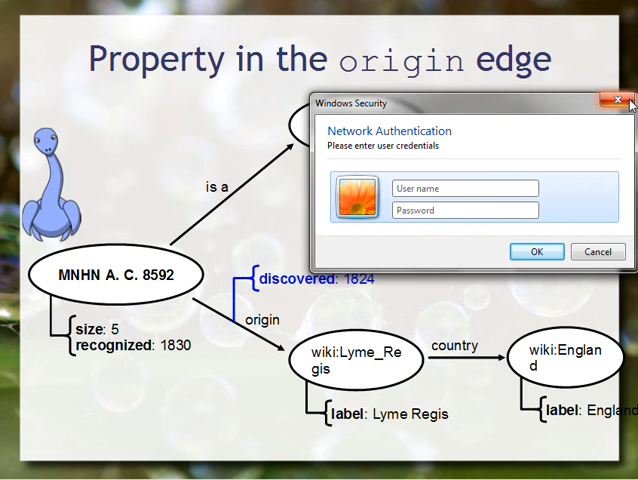 Property in the origin edge
Windows Security
Network Authentication
Please enter user credentials
User name
Password
OK
Cancel
is a
MNHN A. C. 8592
discovered: 1824
size: 5
recognized: 1830
origin
wiki:Lyme_Re
gis
country
wiki:Englan
d
label: Lyme Regis
label: England